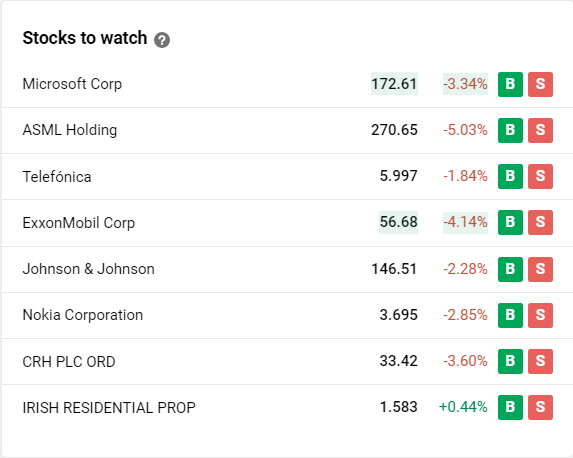 Stocks to watch ?
Microsoft Corp 172.61 -3.34% B S
ASML Holding 270.65 -5.03% B S
Telefónica 5.997 -1.84% B S
ExxonMobil Corp 56.68 -4.14% B S
Johnson & Johnson 146.51 -2.28% B S
Nokia Corporation 3.695 -2.85% B S
CRH PLC ORD 33.42 -3.60% B S
IRISH RESIDENTIAL PROP 1.583 +0.44% B S